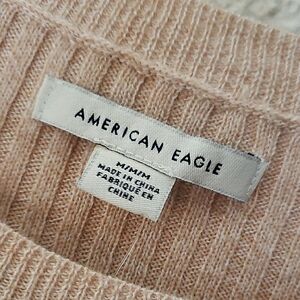 AMERICAN EAGLE
M/M/M
MADE IN CHINA
FABRIQUÉ EN
CHINE